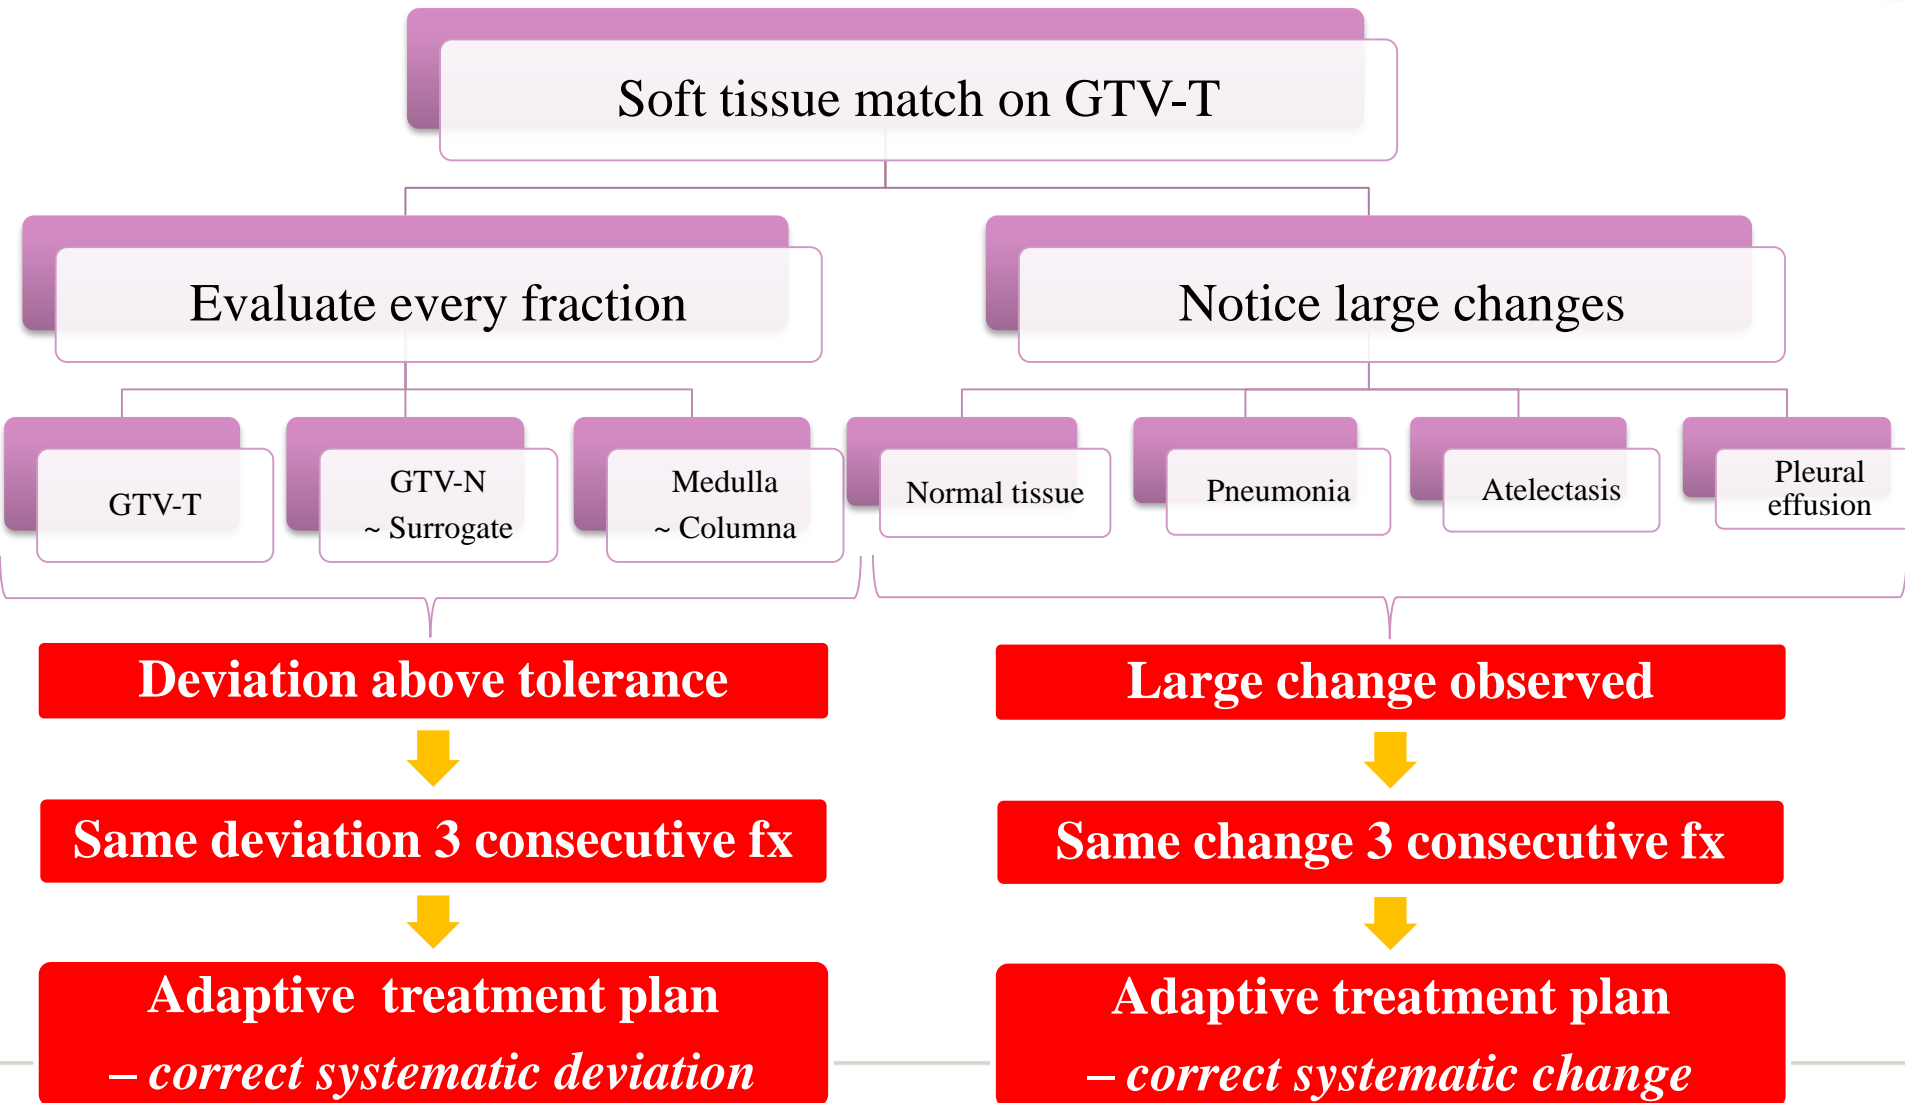 Soft tissue match on GTV-T
Evaluate every fraction
Notice large changes
GTV-T
GTV-N
~ Surrogate
Medulla
~ Columna
Normal tissue
Pneumonia
Atelectasis
Pleural
effusion
Deviation above tolerance
Large change observed
Same deviation 3 consecutive fx
Same change 3 consecutive fx
Adaptive treatment plan
– correct systematic deviation
Adaptive treatment plan
– correct systematic change